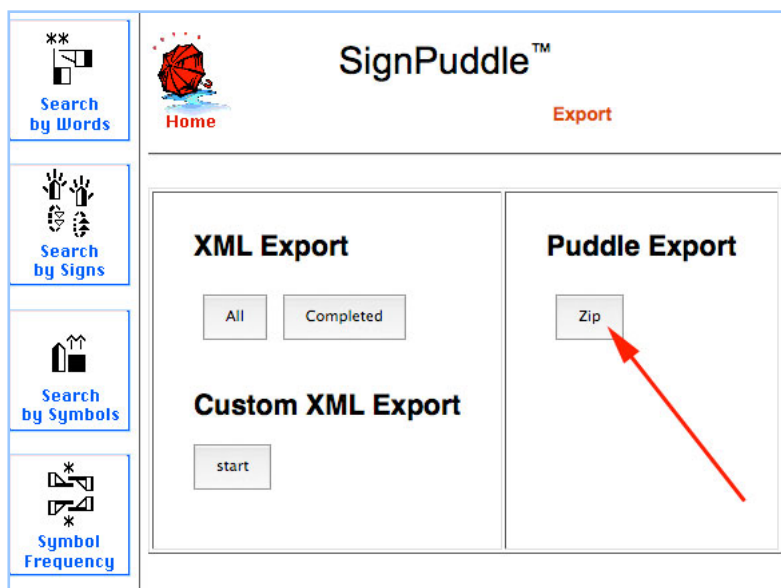 Search
by Words
Search
by Signs
Search
by Symbols
Symbol
Frequency
Home
SignPuddle™
Export
XML Export
All
Completed
Custom XML Export
start
Puddle Export
Zip